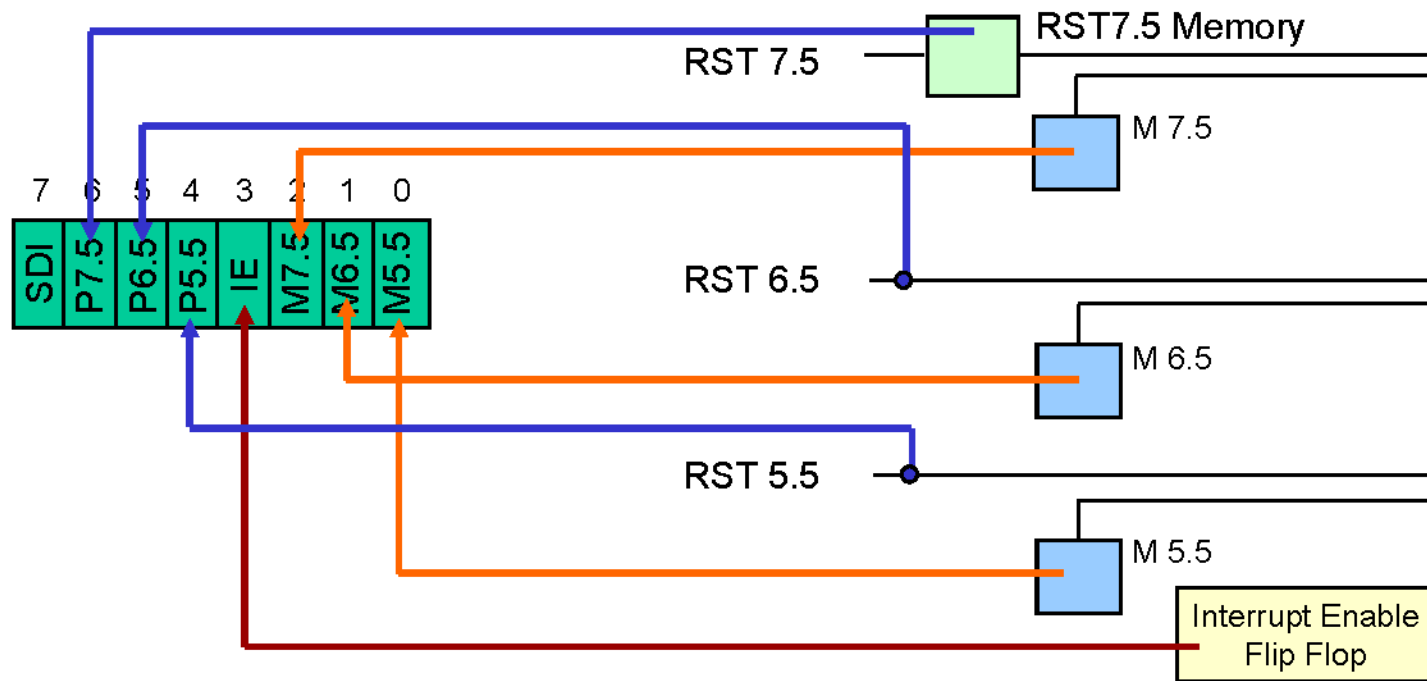 RST7.5 Memory
RST 7.5
M 7.5
7 6 5 4 3 2 1 0
SDI P7.5 P6.5 P5.5 IE M7.5 M6.5 M5.5
RST 6.5
M 6.5
RST 5.5
M 5.5
Interrupt Enable
Flip Flop